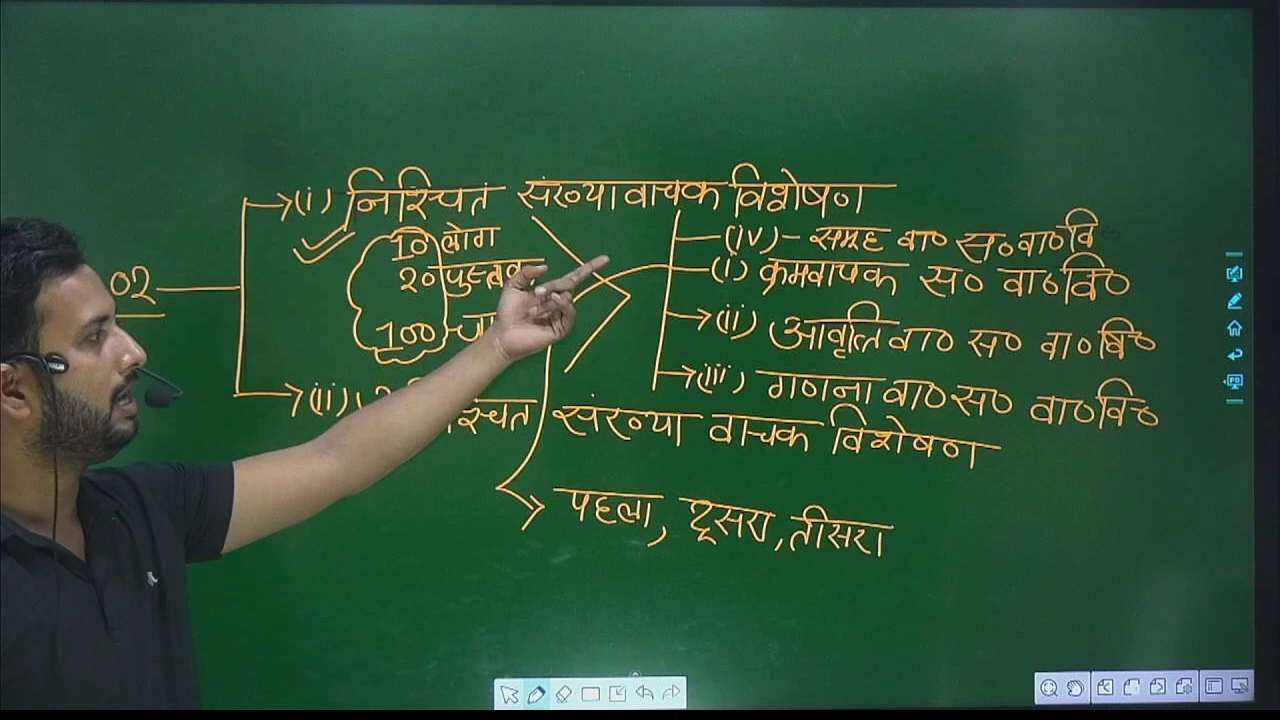 02
→(i) निश्चित संख्यावाचक विशेषण
10 लोग
20 पुस्तक
100
(iv)- समूह वा० स० वा० वि
(i) क्रमवाचक स० वा० वि०
→(ii) आवृत्ति वा० स० वा० वि०
→(iii) गणना वा० स० वा० वि०
→(ii) श्चित संख्या वाचक विशेषण
पहला, दूसरा, तीसरा